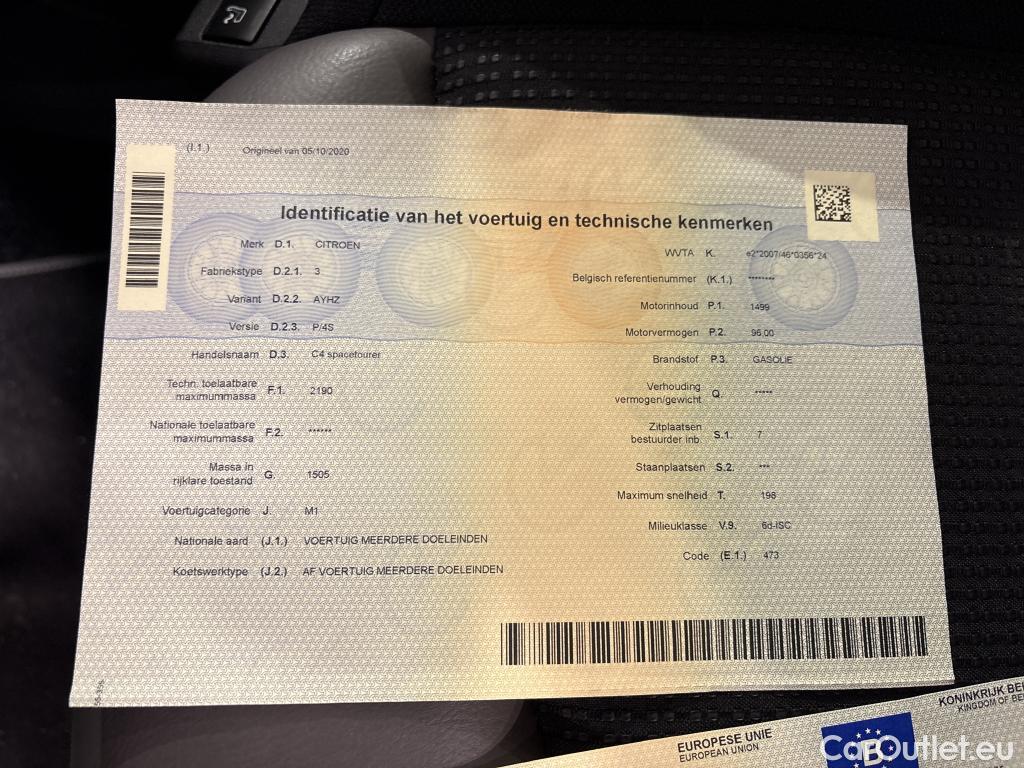 (I.1.) Origineel van 05/10/2020
Identificatie van het voertuig en technische kenmerken
Merk D.1. CITROEN
Fabriekstype D.2.1. 3
Variant D.2.2. AYHZ
Versie D.2.3. P/4S
Handelsnaam D.3. C4 spacetourer
Techn. toelaatbare
maximummassa F.1. 2190
Nationale toelaatbare
maximummassa F.2. ******
Massa in
rijklare toestand G. 1505
Voertuigcategorie J. M1
Nationale aard (J.1.) VOERTUIG MEERDERE DOELEINDEN
Koetswerktype (J.2.) AF VOERTUIG MEERDERE DOELEINDEN
WVTA K. e2*2007/46*0356*24
Belgisch referentienummer (K.1.) ********
Motorinhoud P.1. 1499
Motorvermogen P.2. 96.00
Brandstof P.3. GASOLIE
Verhouding
vermogen/gewicht Q. *****
Zitplaatsen
bestuurder inb. S.1. 7
Staanplaatsen S.2. ***
Maximum snelheid T. 198
Milieuklasse V.9. 6d-ISC
Code (E.1.) 473
EUROPESE UNIE
EUROPEAN UNION
B
KONINKRIJK BE
KINGDOM OF BE
CarOutlet.eu